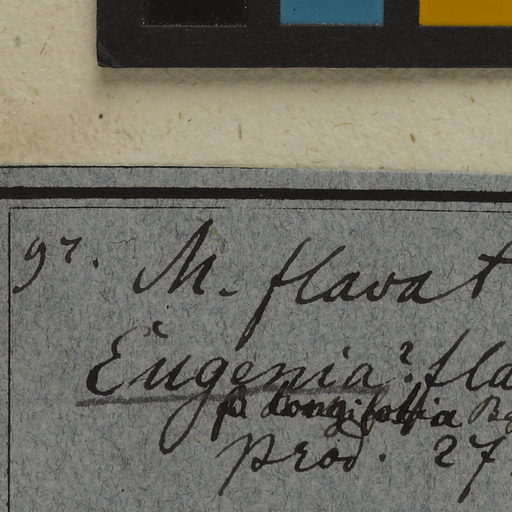 97. M. flava
Eugenia? fla
β longifolia
prod. 27